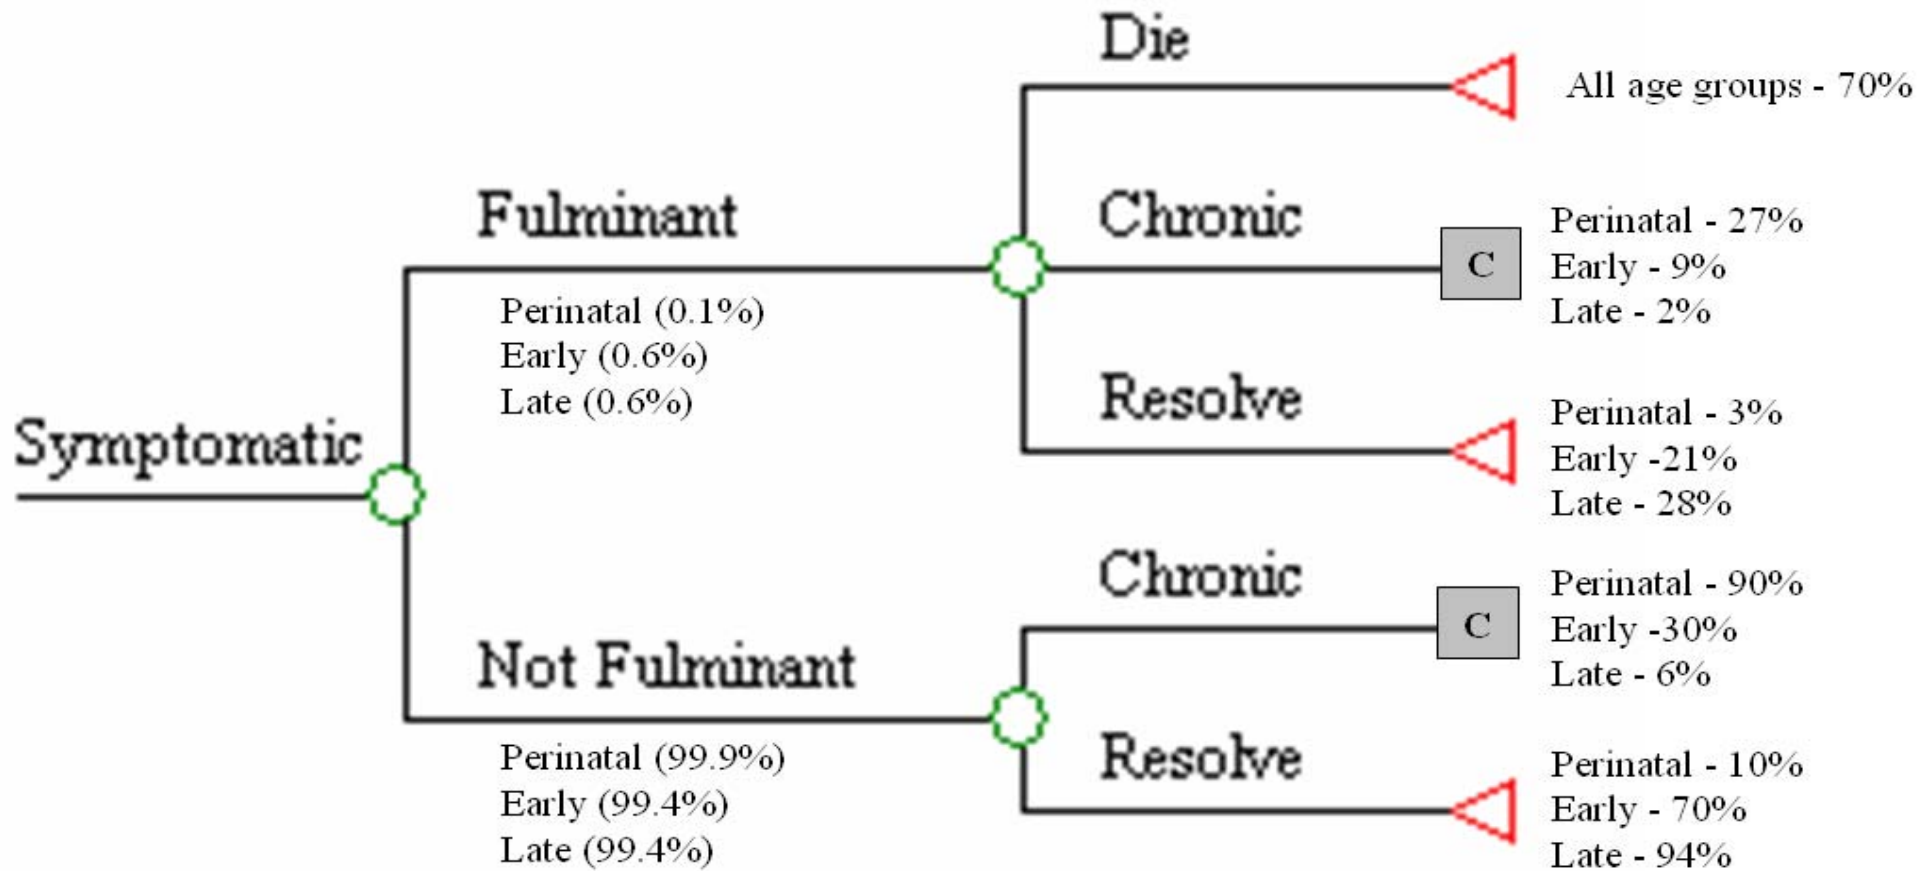 Die
All age groups - 70%
Fulminant
Chronic
C
Perinatal - 27%
Early - 9%
Late - 2%
Perinatal (0.1%)
Early (0.6%)
Late (0.6%)
Resolve
Perinatal - 3%
Early -21%
Late - 28%
Symptomatic
Chronic
C
Perinatal - 90%
Early -30%
Late - 6%
Not Fulminant
Perinatal (99.9%)
Early (99.4%)
Late (99.4%)
Resolve
Perinatal - 10%
Early - 70%
Late - 94%